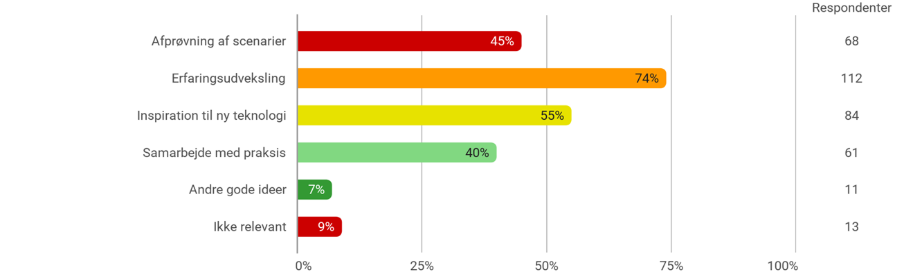 Respondenter
Afprøvning af scenarier 45% 68
Erfaringsudveksling 74% 112
Inspiration til ny teknologi 55% 84
Samarbejde med praksis 40% 61
Andre gode ideer 7% 11
Ikke relevant 9% 13
0% 25% 50% 75% 100%